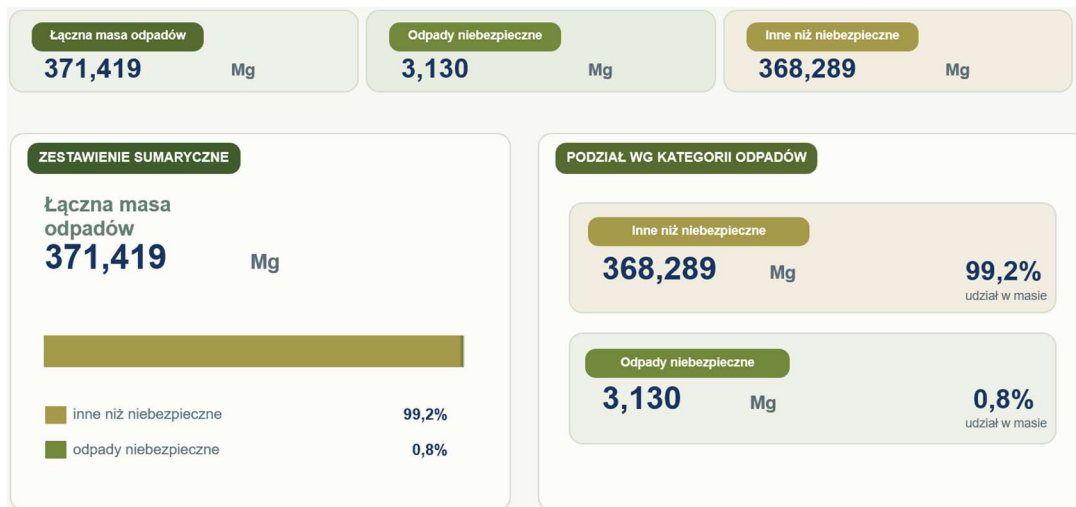 Łączna masa odpadów
371,419 Mg
Odpady niebezpieczne
3,130 Mg
Inne niż niebezpieczne
368,289 Mg
ZESTAWIENIE SUMARYCZNE
Łączna masa
odpadów
371,419 Mg
inne niż niebezpieczne 99,2%
odpady niebezpieczne 0,8%
PODZIAŁ WG KATEGORII ODPADÓW
Inne niż niebezpieczne
368,289 Mg 99,2%
udział w masie
Odpady niebezpieczne
3,130 Mg 0,8%
udział w masie